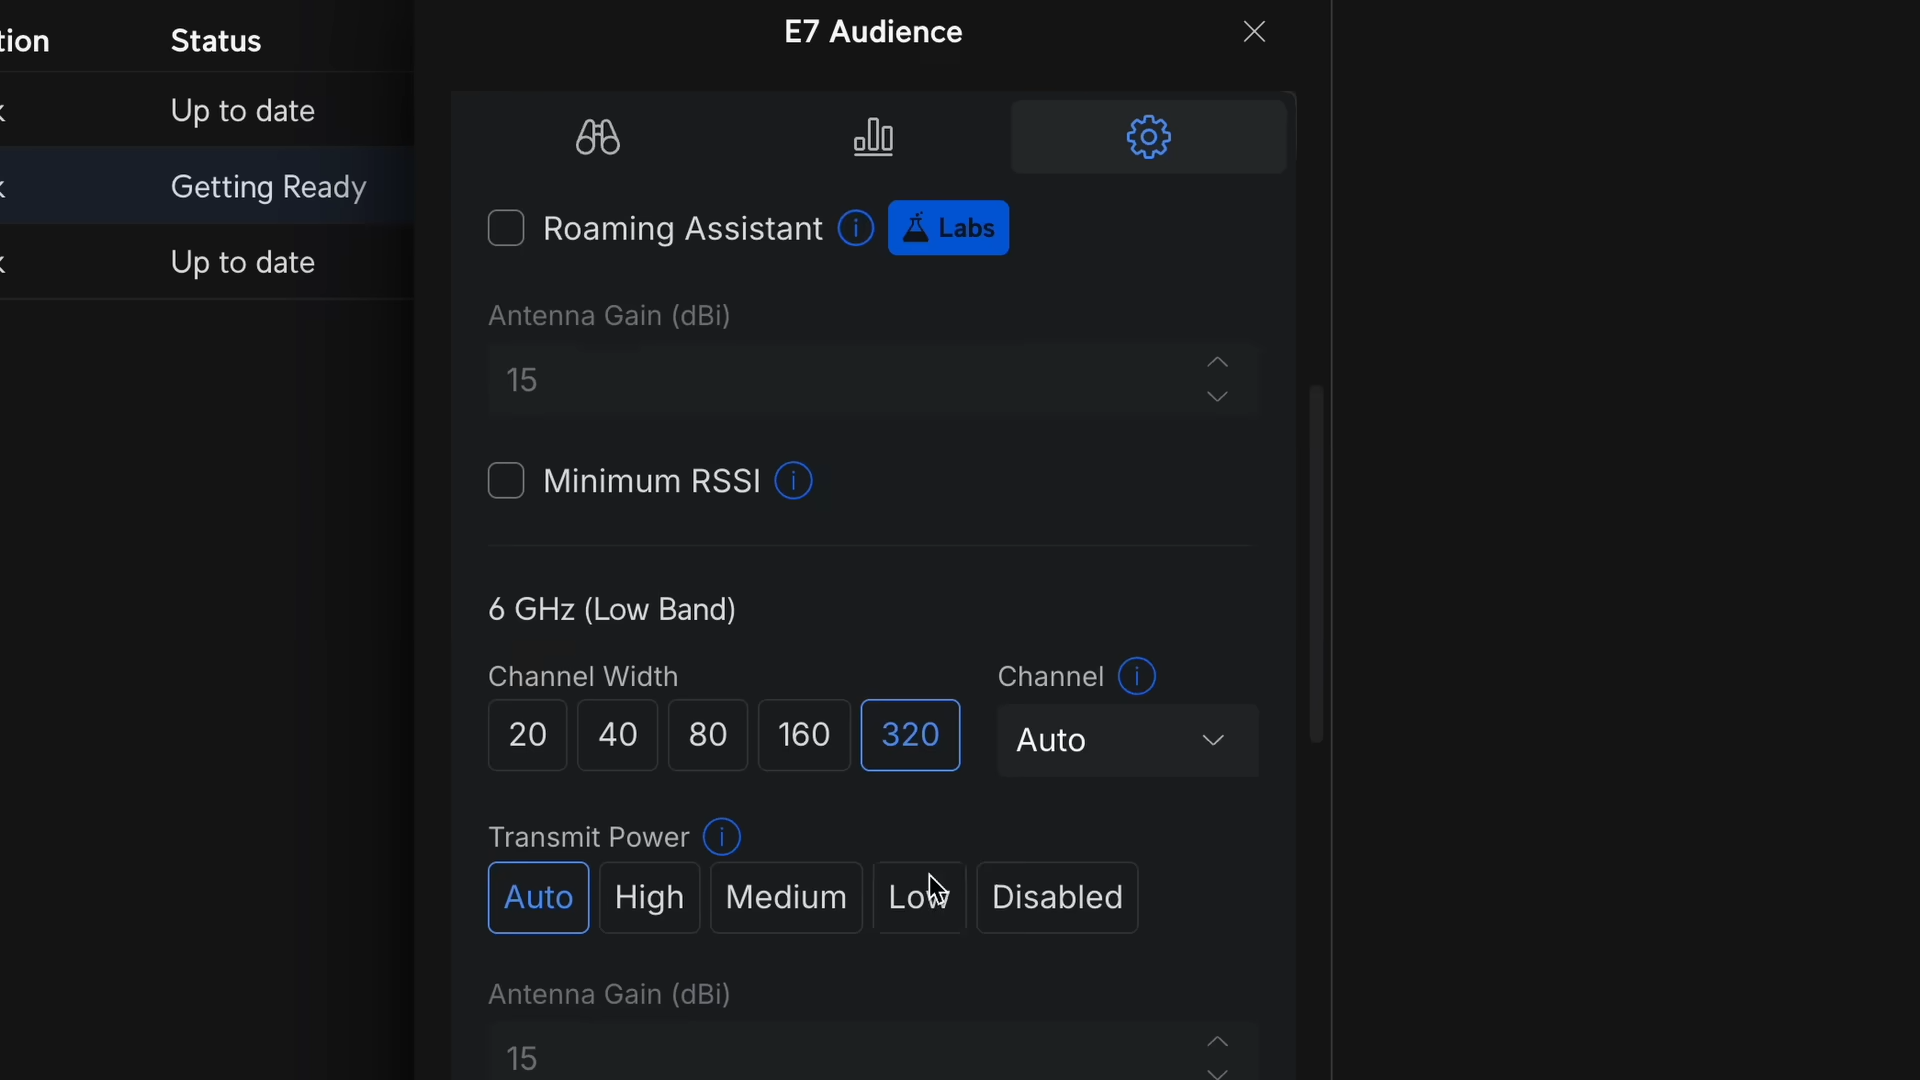 tion Status
Up to date
Getting Ready
Up to date
E7 Audience
Roaming Assistant Labs
Antenna Gain (dBi)
15
Minimum RSSI
6 GHz (Low Band)
Channel Width Channel
20 40 80 160 320 Auto
Transmit Power
Auto High Medium Low Disabled
Antenna Gain (dBi)
15